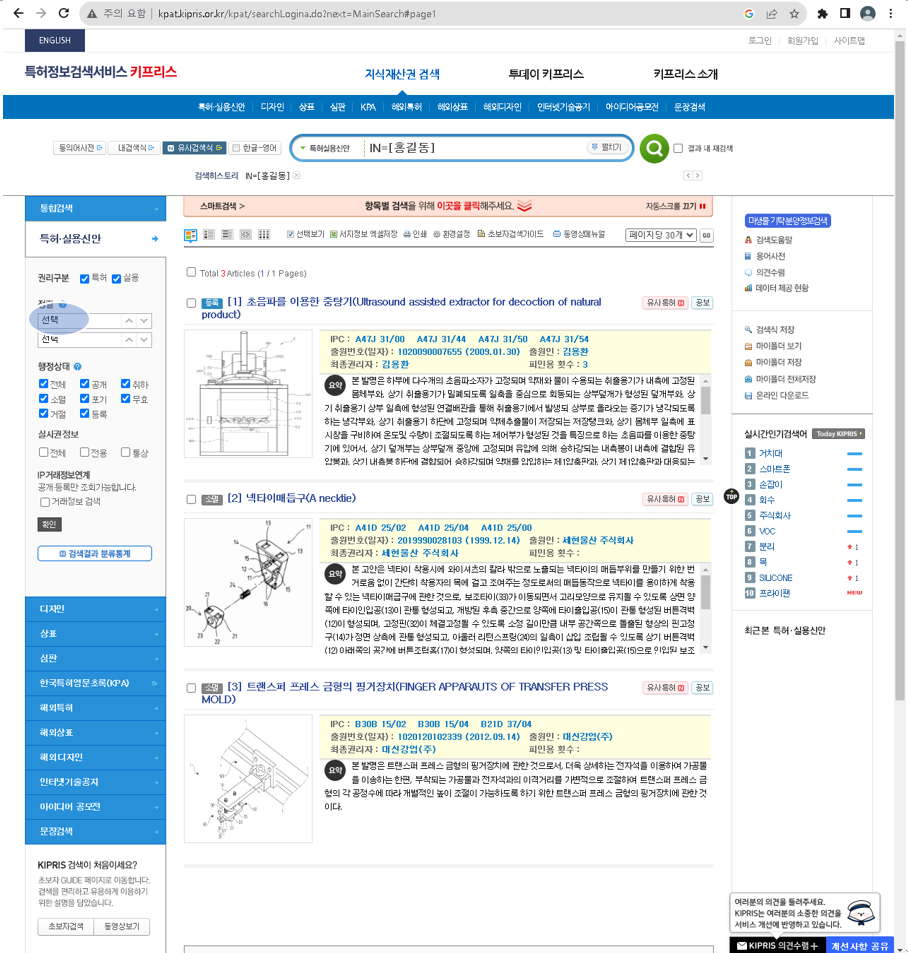 주의 요함 | kpat.kipris.or.kr/kpat/searchLogina.do?next=MainSearch#page1
ENGLISH
로그인 | 회원가입 | 사이트맵
특허정보검색서비스 키프리스
지식재산권 검색 투데이 키프리스 키프리스 소개
특허·실용신안 | 디자인 | 상표 | 심판 | KPA | 해외특허 | 해외상표 | 해외디자인 | 인터넷기술공지 | 아이디어공모전 | 문장검색
동의어사전 내검색식 유사검색식 한글-영어 특허실용신안 IN=[홍길동] 펼치기 결과 내 재검색
검색히스토리 IN=[홍길동]
통합검색
특허·실용신안
권리구분 특허 실용
선택
선택
행정상태
전체 공개 취하
소멸 포기 무효
거절 등록
실시권 정보
전체 전용 통상
IP거래정보연계
공개 등록만 조회가능합니다.
거래정보 검색
확인
검색결과 분류통계
디자인
상표
심판
한국특허영문초록(KPA)
해외특허
해외상표
해외디자인
인터넷기술공지
아이디어 공모전
문장검색
KIPRIS 검색이 처음이세요?
초보자 GUIDE 페이지로 이동합니다.
검색을 편리하고 유용하게 이용하기
위한 설명을 담았습니다.
초보자검색 동영상보기
스마트검색 > 항목별 검색을 위해 이곳을 클릭해주세요. 자동스크롤 끄기
선택보기 서지정보 엑셀저장 인쇄 환경설정 초보자검색가이드 동영상매뉴얼 페이지당 30개 GO
Total 3 Articles (1 / 1 Pages)
등록 [1] 초음파를 이용한 중탕기(Ultrasound assisted extractor for decoction of natural
product)
유사특허 공보
IPC : A47J 31/00 A47J 31/44 A47J 31/50 A47J 31/54
출원번호(일자) : 1020090007655 (2009.01.30) 출원인 : 김용환
최종권리자 : 김용환 피인용 횟수 : 3
요약 본 발명은 하부에 다수개의 초음파소자가 고정되며 약재와 물이 수용되는 취출용기가 내측에 고정된
몸체부와, 상기 취출용기가 밀폐되도록 일측을 중심으로 회동되는 상부덮개가 형성된 덮개부와, 상
기 취출용기 상부 일측에 형성된 연결배관을 통해 취출용기에서 발생되 상부로 올라오는 증기가 냉각되도록
하는 냉각부와, 상기 취출용기 하단에 고정되며 약제추출물이 저장되는 저장탱크와, 상기 몸체부 일측에 표
시창을 구비하여 온도및 수량이 조절되도록 하는 제어부가 형성된 것을 특징으로 하는 초음파를 이용한 중탕
기에 있어서, 상기 덮개부는 상부덮개 중앙에 고정되며 유압에 의해 승하강되는 내측봉이 내측에 결합된 유
압봉과, 상기 내측봉 하단에 결합되어 승하강되며 약재를 압입하는 제1압축판과, 상기 제1압축판과 대응되는
소멸 [2] 넥타이매듭구(A necktie)
유사특허 공보
IPC : A41D 25/02 A41D 25/04 A41D 25/00
출원번호(일자) : 2019990028103 (1999.12.14) 출원인 : 세현물산 주식회사
최종권리자 : 세현물산 주식회사 피인용 횟수 :
요약 본 고안은 넥타이 착용시에 와이셔츠의 칼라 밖으로 노출되는 넥타이의 매듭부위를 만들기 위한 번
거로움 없이 간단히 착용자의 목에 걸고 조여주는 정도로써의 매듭동작으로 넥타이를 용이하게 착용
할 수 있는 넥타이매듭구에 관한 것으로, 보조타이(33)가 이동되면서 고리모양으로 유지될 수 있도록 상면 양
쪽에 타이인입공(13)이 관통 형성되고, 개방된 후측 중간으로 양쪽에 타이출입공(15)이 관통 형성된 버튼격벽
(12)이 형성되며, 고정핀(32)이 체결고정될 수 있도록 소정 길이만큼 내부 공간쪽으로 돌출된 형상의 핀고정
구(14)가 정면 상측에 관통 형성되고, 아울러 리턴스프링(24)의 일측이 삽입 조립될 수 있도록 상기 버튼격벽
(12) 아래쪽의 공간에 버튼조립홈(17)이 형성되며, 양쪽의 타이인입공(13) 및 타이출입공(15)으로 인입된 보조
소멸 [3] 트랜스퍼 프레스 금형의 핑거장치(FINGER APPARAUTS OF TRANSFER PRESS
MOLD)
유사특허 공보
IPC : B30B 15/02 B30B 15/04 B21D 37/04
출원번호(일자) : 1020120102339 (2012.09.14) 출원인 : 대신강업(주)
최종권리자 : 대신강업(주) 피인용 횟수 :
요약 본 발명은 트랜스퍼 프레스 금형의 핑거장치에 관한 것으로서, 더욱 상세하는 전자석을 이용하여 가공물
을 이송하는 한편, 부착되는 가공물과 전자석과의 이격거리를 가변적으로 조절하여 트랜스퍼 프레스 금
형의 각 공정수에 따라 개별적인 높이 조절이 가능하도록 하기 위한 트랜스퍼 프레스 금형의 핑거장치에 관한 것
이다.
미생물 기탁·분양정보검색
검색도움말
용어사전
의견수렴
데이터 제공 현황
검색식 저장
마이폴더 보기
마이폴더 저장
마이폴더 전체저장
온라인 다운로드
실시간인기검색어 Today KIPRIS
1 거치대
2 스마트폰
3 손잡이
4 회수
5 주식회사
6 VOC
7 분리 1
8 목 1
9 SILICONE 1
10 프라이팬 NEW
TOP
최근 본 특허·실용신안
여러분의 의견을 들려주세요.
KIPRIS는 여러분의 소중한 의견을
서비스 개선에 반영하고 있습니다.
KIPRIS 의견수렴 + 개선사항 공유